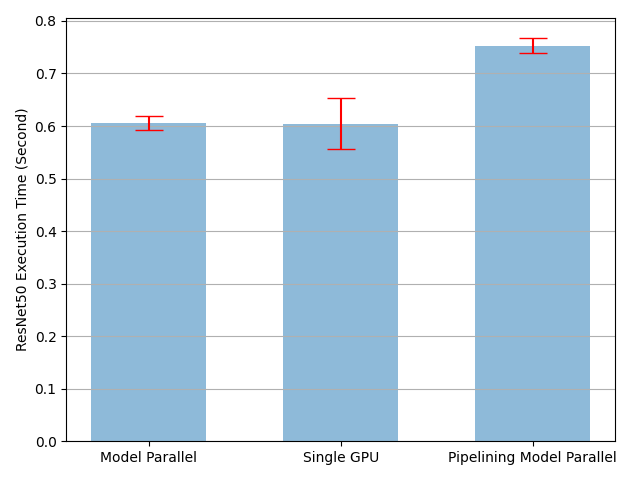 ResNet50 Execution Time (Second)
0.8
0.7
0.6
0.5
0.4
0.3
0.2
0.1
0.0
Model Parallel
Single GPU
Pipelining Model Parallel